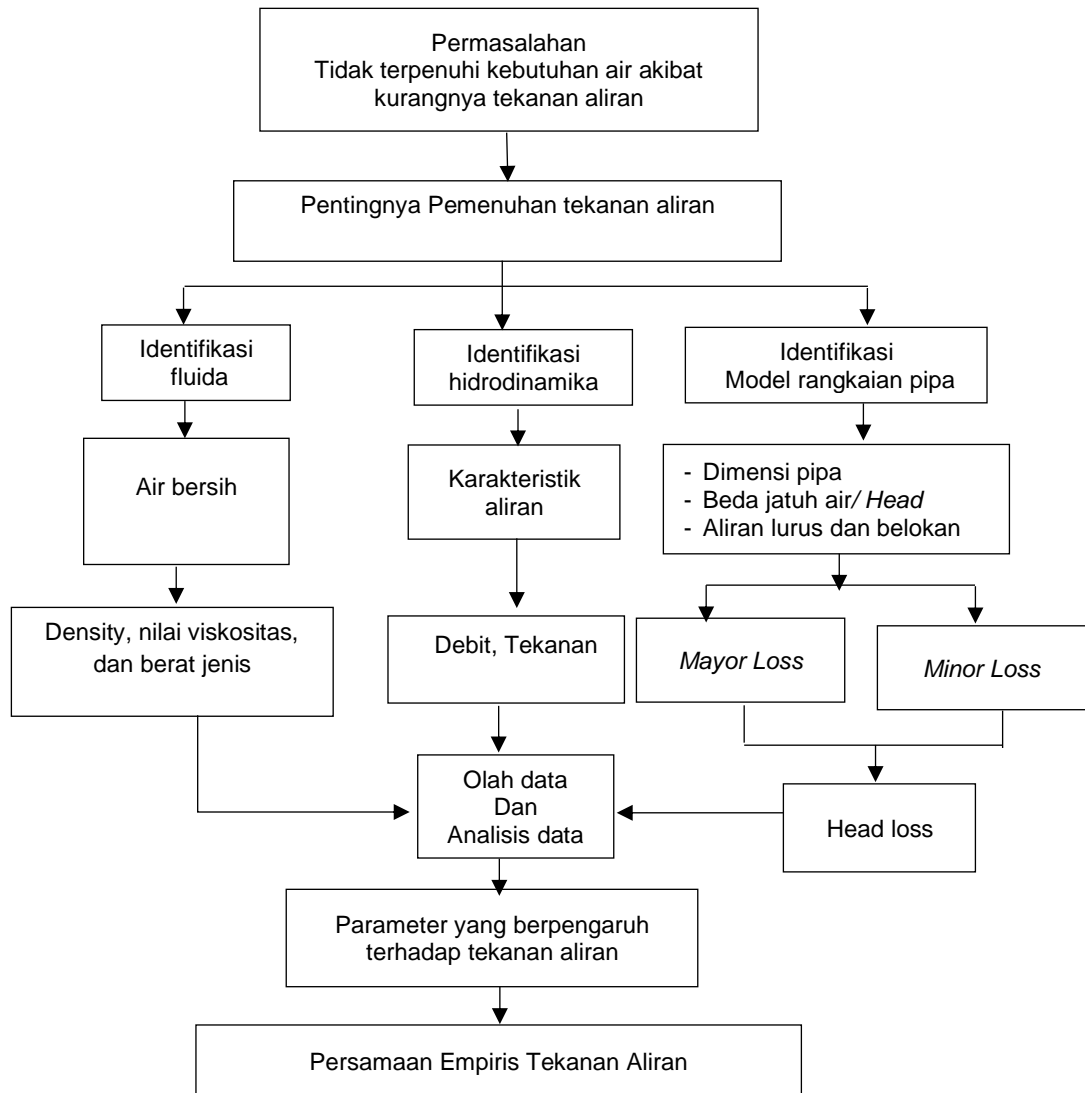 Permasalahan
Tidak terpenuhi kebutuhan air akibat
kurangnya tekanan aliran
Pentingnya Pemenuhan tekanan aliran
Identifikasi
fluida
Identifikasi
hidrodinamika
Identifikasi
Model rangkaian pipa
Air bersih
Karakteristik
aliran
- Dimensi pipa
- Beda jatuh air/ Head
- Aliran lurus dan belokan
Density, nilai viskositas,
dan berat jenis
Debit, Tekanan
Mayor Loss
Minor Loss
Olah data
Dan
Analisis data
Head loss
Parameter yang berpengaruh
terhadap tekanan aliran
Persamaan Empiris Tekanan Aliran